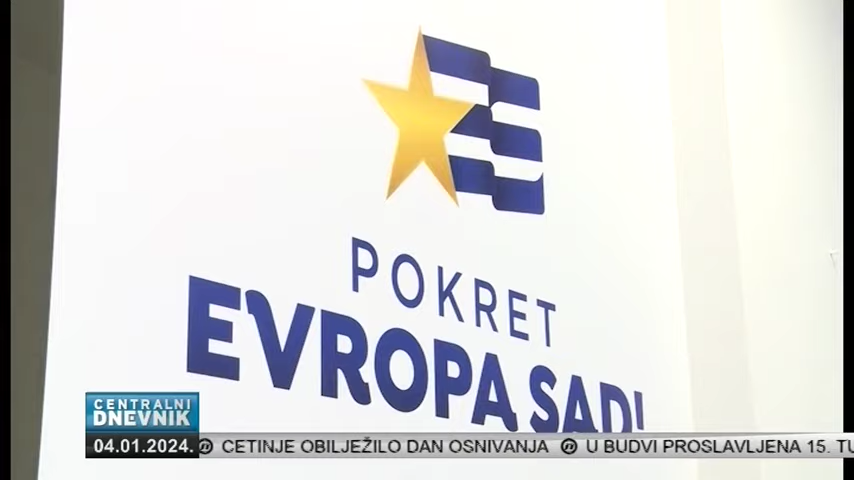 POKRET
EVROPA SAD!
CENTRALNI
DNEVNIK
04.01.2024. CETINJE OBILJEŽILO DAN OSNIVANJA U BUDVI PROSLAVLJENA 15.